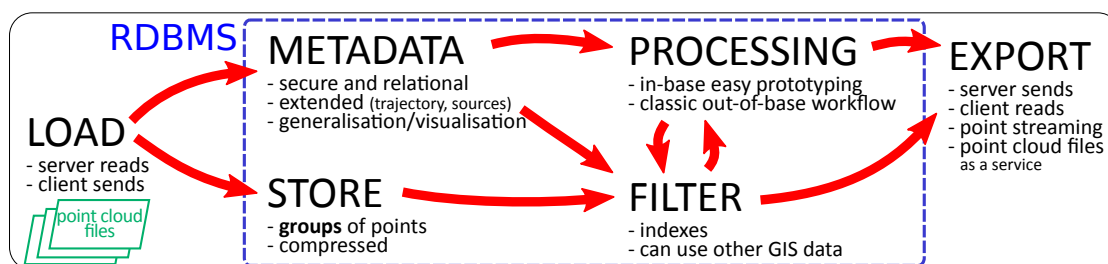 RDBMS
METADATA
- secure and relational
- extended (trajectory, sources)
- generalisation/visualisation
PROCESSING
- in-base easy prototyping
- classic out-of-base workflow
EXPORT
- server sends
- client reads
- point streaming
- point cloud files
as a service
LOAD
- server reads
- client sends
point cloud
files
STORE
- groups of points
- compressed
FILTER
- indexes
- can use other GIS data